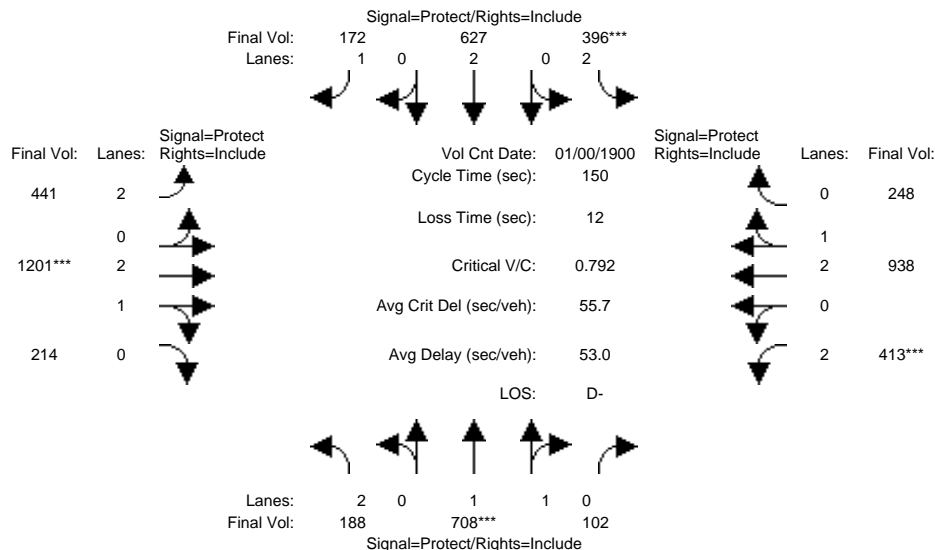 Signal=Protect/Rights=Include
Final Vol: 172 627 396***
Lanes: 1 0 2 0 2
Signal=Protect Signal=Protect
Final Vol: Lanes: Rights=Include Vol Cnt Date: 01/00/1900 Rights=Include Lanes: Final Vol:
Cycle Time (sec): 150
441 2 0 248
Loss Time (sec): 12
0 1
1201*** 2 Critical V/C: 0.792 2 938
1 Avg Crit Del (sec/veh): 55.7 0
214 0 Avg Delay (sec/veh): 53.0 2 413***
LOS: D-
Lanes: 2 0 1 1 0
Final Vol: 188 708*** 102
Signal=Protect/Rights=Include